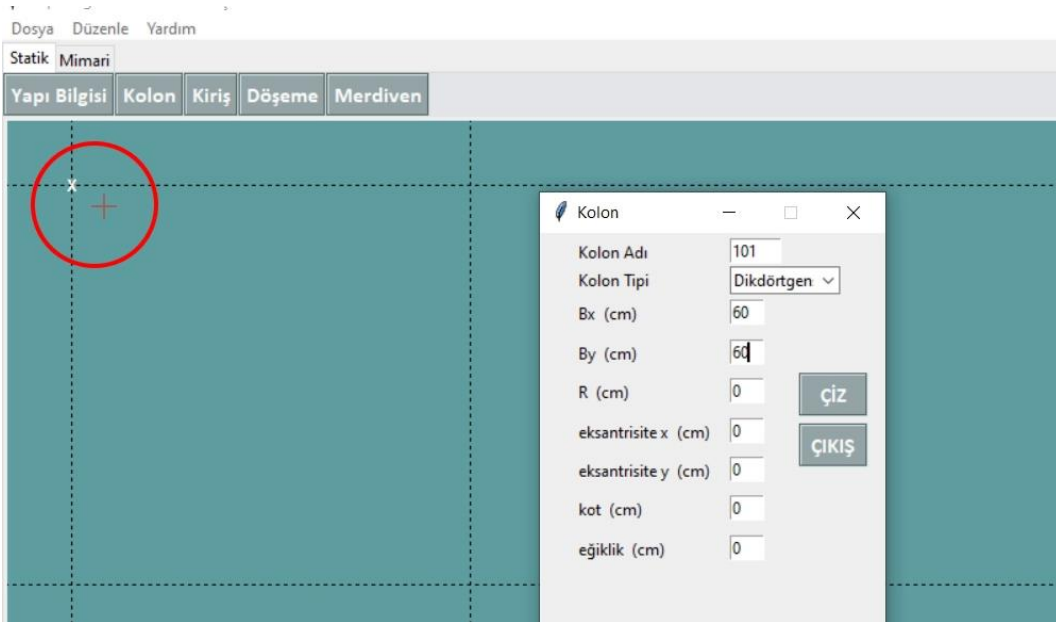 Dosya Düzenle Yardım
Statik Mimari
Yapı Bilgisi Kolon Kiriş Döşeme Merdiven
x
Kolon
Kolon Adı 101
Kolon Tipi Dikdörtgen
Bx (cm) 60
By (cm) 60
R (cm) 0
ÇİZ
eksantrisite x (cm) 0
ÇIKIŞ
eksantrisite y (cm) 0
kot (cm) 0
eğiklik (cm) 0